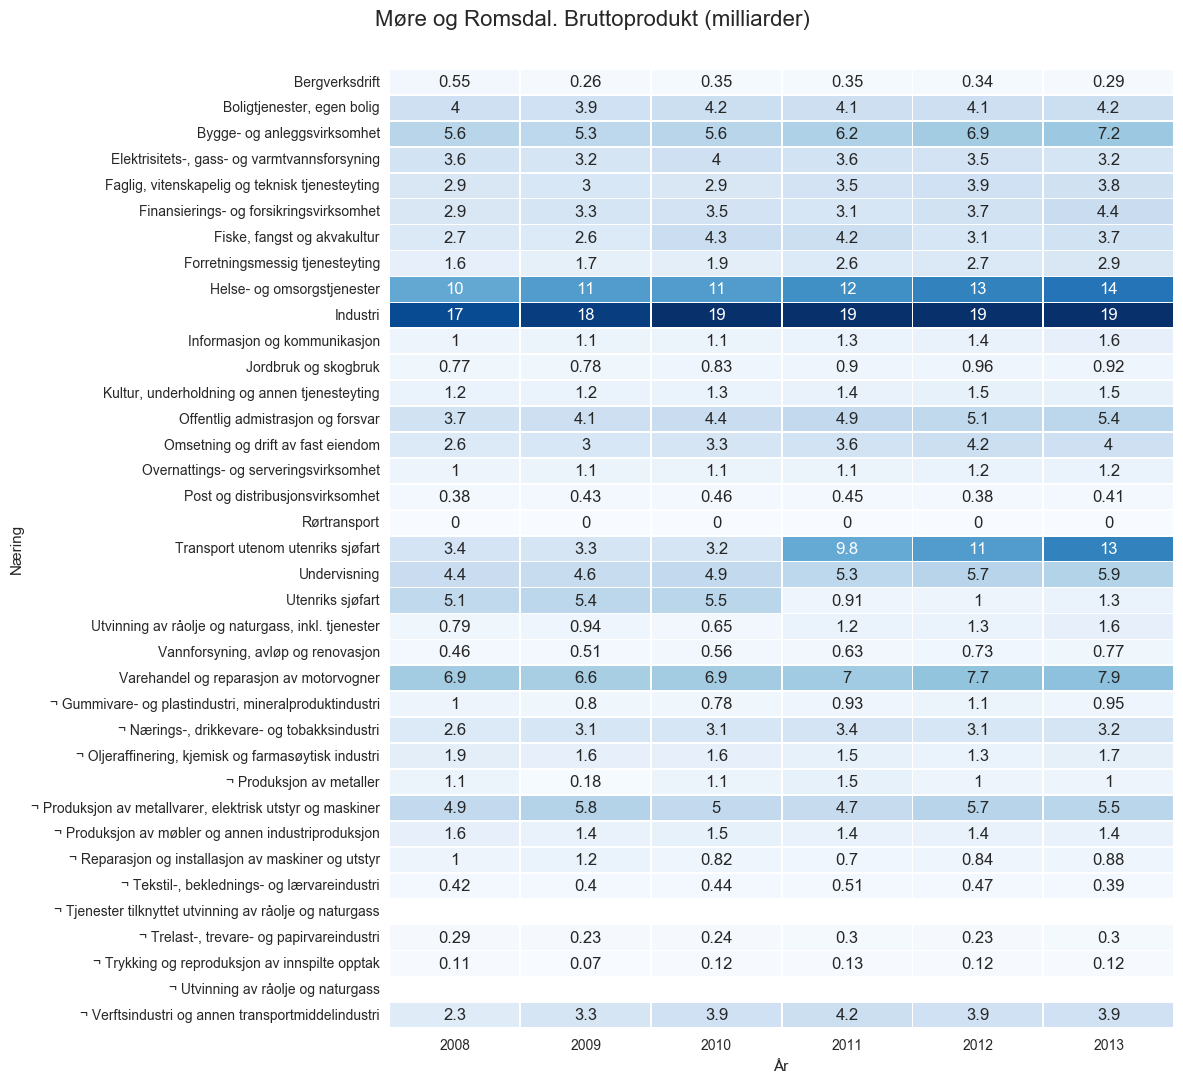 Møre og Romsdal. Bruttoprodukt (milliarder)
Bergverksdrift 0.55 0.26 0.35 0.35 0.34 0.29
Boligtjenester, egen bolig 4 3.9 4.2 4.1 4.1 4.2
Bygge- og anleggsvirksomhet 5.6 5.3 5.6 6.2 6.9 7.2
Elektrisitets-, gass- og varmtvannsforsyning 3.6 3.2 4 3.6 3.5 3.2
Faglig, vitenskapelig og teknisk tjenesteyting 2.9 3 2.9 3.5 3.9 3.8
Finansierings- og forsikringsvirksomhet 2.9 3.3 3.5 3.1 3.7 4.4
Fiske, fangst og akvakultur 2.7 2.6 4.3 4.2 3.1 3.7
Forretningsmessig tjenesteyting 1.6 1.7 1.9 2.6 2.7 2.9
Helse- og omsorgstjenester 10 11 11 12 13 14
Industri 17 18 19 19 19 19
Informasjon og kommunikasjon 1 1.1 1.1 1.3 1.4 1.6
Jordbruk og skogbruk 0.77 0.78 0.83 0.9 0.96 0.92
Kultur, underholdning og annen tjenesteyting 1.2 1.2 1.3 1.4 1.5 1.5
Offentlig admistrasjon og forsvar 3.7 4.1 4.4 4.9 5.1 5.4
Omsetning og drift av fast eiendom 2.6 3 3.3 3.6 4.2 4
Overnattings- og serveringsvirksomhet 1 1.1 1.1 1.1 1.2 1.2
Post og distribusjonsvirksomhet 0.38 0.43 0.46 0.45 0.38 0.41
Rørtransport 0 0 0 0 0 0
Transport utenom utenriks sjøfart 3.4 3.3 3.2 9.8 11 13
Undervisning 4.4 4.6 4.9 5.3 5.7 5.9
Utenriks sjøfart 5.1 5.4 5.5 0.91 1 1.3
Utvinning av råolje og naturgass, inkl. tjenester 0.79 0.94 0.65 1.2 1.3 1.6
Vannforsyning, avløp og renovasjon 0.46 0.51 0.56 0.63 0.73 0.77
Varehandel og reparasjon av motorvogner 6.9 6.6 6.9 7 7.7 7.9
¬ Gummivare- og plastindustri, mineralproduktindustri 1 0.8 0.78 0.93 1.1 0.95
¬ Nærings-, drikkevare- og tobakksindustri 2.6 3.1 3.1 3.4 3.1 3.2
¬ Oljeraffinering, kjemisk og farmasøytisk industri 1.9 1.6 1.6 1.5 1.3 1.7
¬ Produksjon av metaller 1.1 0.18 1.1 1.5 1 1
¬ Produksjon av metallvarer, elektrisk utstyr og maskiner 4.9 5.8 5 4.7 5.7 5.5
¬ Produksjon av møbler og annen industriproduksjon 1.6 1.4 1.5 1.4 1.4 1.4
¬ Reparasjon og installasjon av maskiner og utstyr 1 1.2 0.82 0.7 0.84 0.88
¬ Tekstil-, beklednings- og lærvareindustri 0.42 0.4 0.44 0.51 0.47 0.39
¬ Tjenester tilknyttet utvinning av råolje og naturgass
¬ Trelast-, trevare- og papirvareindustri 0.29 0.23 0.24 0.3 0.23 0.3
¬ Trykking og reproduksjon av innspilte opptak 0.11 0.07 0.12 0.13 0.12 0.12
¬ Utvinning av råolje og naturgass
¬ Verftsindustri og annen transportmiddelindustri 2.3 3.3 3.9 4.2 3.9 3.9
2008 2009 2010 2011 2012 2013
År
Næring